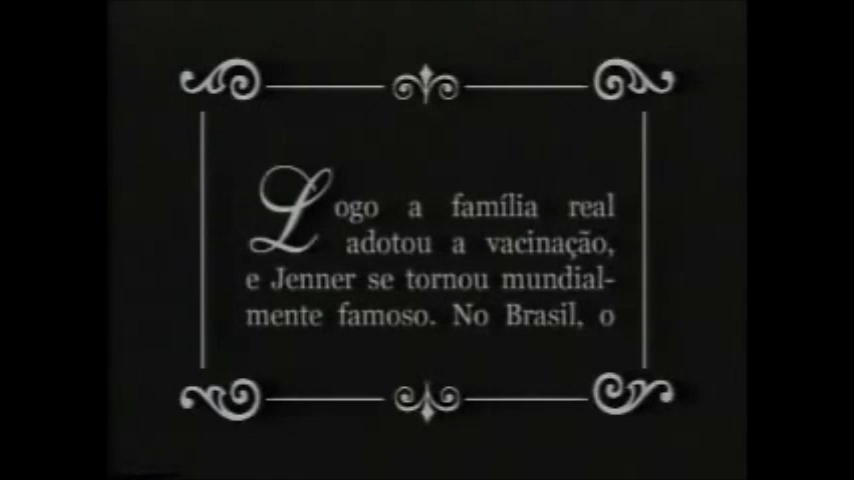 Logo a família real
adotou a vacinação,
e Jenner se tornou mundial-
mente famoso. No Brasil, o